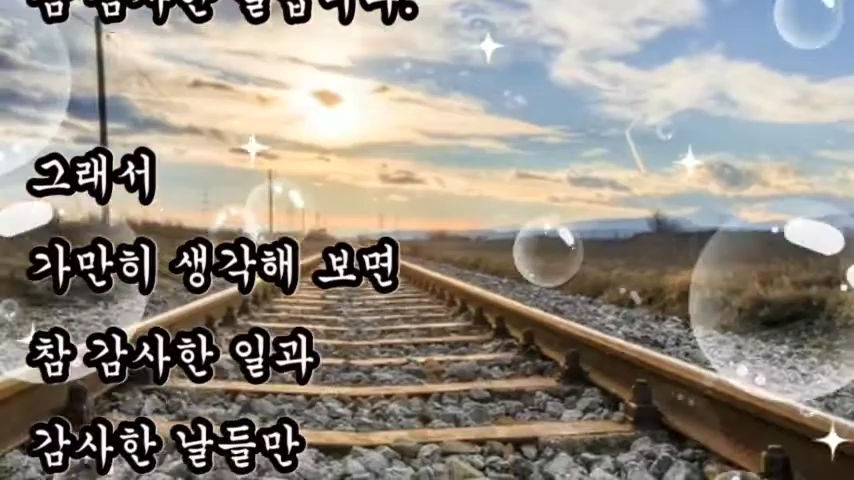 참 감사한 일입니다.
그래서
가만히 생각해 보면
참 감사한 일과
감사한 날들만